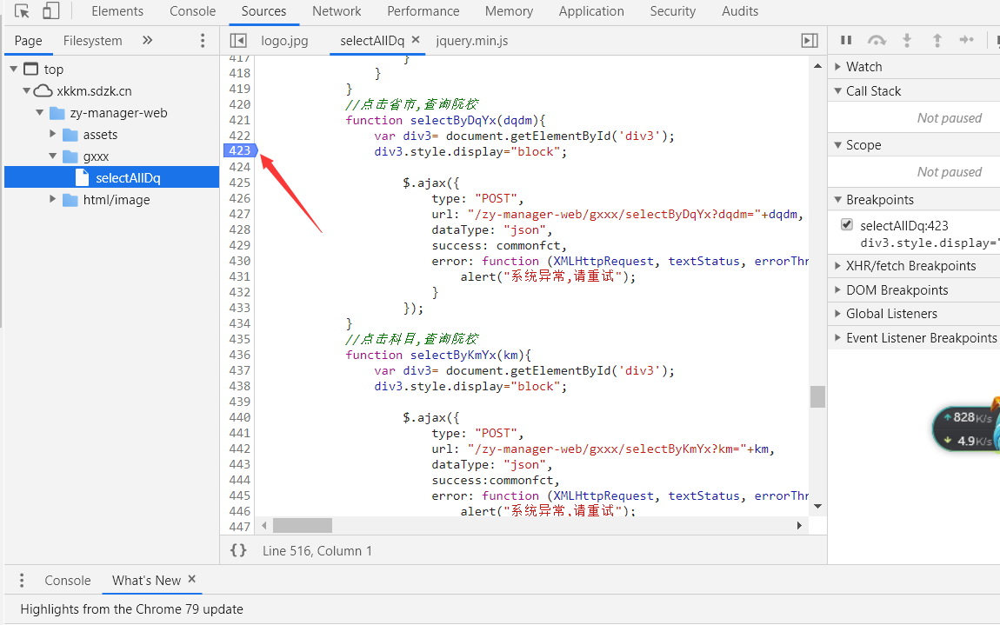 Elements Console Sources Network Performance Memory Application Security Audits
Page Filesystem »
logo.jpg selectAllDq × jquery.min.js
top
xkkm.sdzk.cn
zy-manager-web
assets
gxxx
selectAllDq
html/image
417 }
418 }
419 }
420 //点击省市,查询院校
421 function selectByDqYx(dqdm){
422 var div3= document.getElementById('div3');
423 div3.style.display="block";
424
425 $.ajax({
426 type: "POST",
427 url: "/zy-manager-web/gxxx/selectByDqYx?dqdm="+dqdm,
428 dataType: "json",
429 success: commonfct,
430 error: function (XMLHttpRequest, textStatus, errorThr
431 alert("系统异常,请重试");
432 }
433 });
434 }
435 //点击科目,查询院校
436 function selectByKmYx(km){
437 var div3= document.getElementById('div3');
438 div3.style.display="block";
439
440 $.ajax({
441 type: "POST",
442 url: "/zy-manager-web/gxxx/selectByKmYx?km="+km,
443 dataType: "json",
444 success:commonfct,
445 error: function (XMLHttpRequest, textStatus, errorThr
446 alert("系统异常,请重试");
447
{} Line 516, Column 1
Watch
Call Stack
Not paused
Scope
Not paused
Breakpoints
selectAllDq:423
div3.style.display="
XHR/fetch Breakpoints
DOM Breakpoints
Global Listeners
Event Listener Breakpoints
828K/s
4.9K/s
Console What's New ×
Highlights from the Chrome 79 update